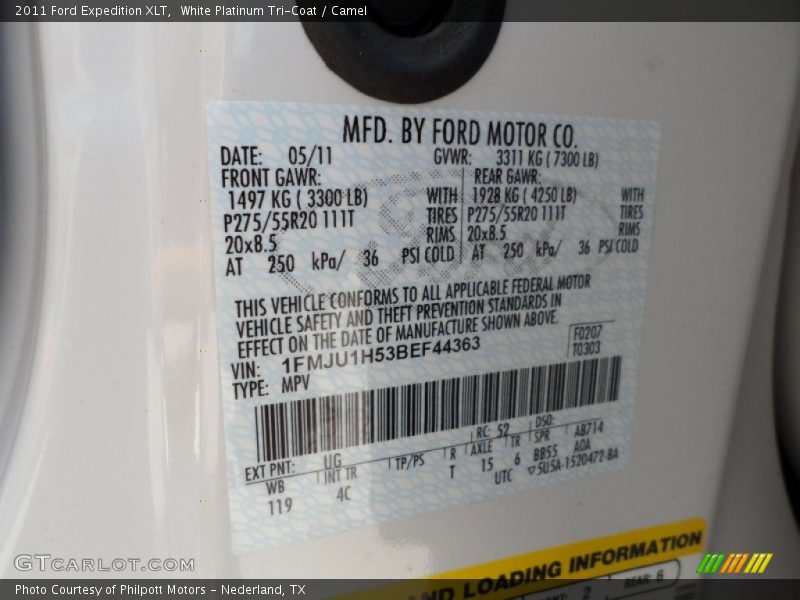 2011 Ford Expedition XLT, White Platinum Tri-Coat / Camel
MFD. BY FORD MOTOR CO.
DATE: 05/11 GVWR: 3311 KG ( 7300 LB)
FRONT GAWR: REAR GAWR:
1497 KG ( 3300 LB) WITH 1928 KG ( 4250 LB) WITH
P275/55R20 111T TIRES P275/55R20 111T TIRES
20x8.5 RIMS 20x8.5 RIMS
AT 250 kPa/ 36 PSI COLD AT 250 kPa/ 36 PSI COLD
THIS VEHICLE CONFORMS TO ALL APPLICABLE FEDERAL MOTOR
VEHICLE SAFETY AND THEFT PREVENTION STANDARDS IN
EFFECT ON THE DATE OF MANUFACTURE SHOWN ABOVE.
VIN: 1FMJU1H53BEF44363 F0207
TYPE: MPV T0303
EXT PNT: UG RC: 52 DSO:
WB INT TR TP/PS R AXLE TR SPR AB714
119 4C T 15 6 BB55 AOA
UTC ▽5USA-1520472-BA
AND LOADING INFORMATION
2 REAR: 6
GTCARLOT.COM
Photo Courtesy of Philpott Motors - Nederland, TX